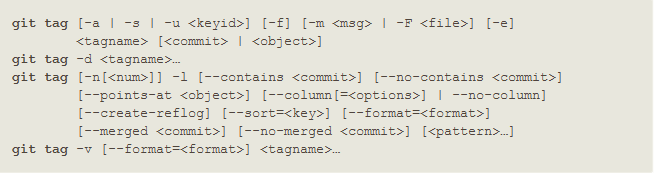 git tag [-a | -s | -u <keyid>] [-f] [-m <msg> | -F <file>] [-e]
<tagname> [<commit> | <object>]
git tag -d <tagname>…
git tag [-n[<num>]] -l [--contains <commit>] [--no-contains <commit>]
[--points-at <object>] [--column[=<options>] | --no-column]
[--create-reflog] [--sort=<key>] [--format=<format>]
[--merged <commit>] [--no-merged <commit>] [<pattern>…]
git tag -v [--format=<format>] <tagname>…